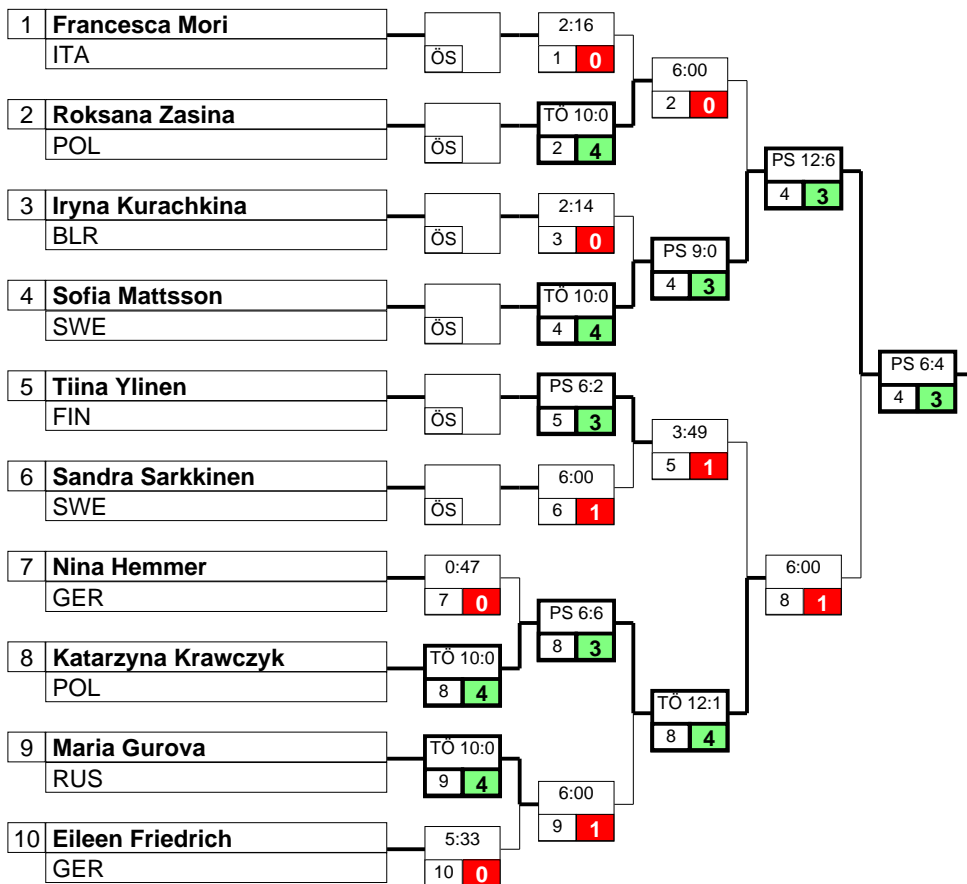 1 Francesca Mori
ITA
ÖS
2:16
1 0
6:00
2 0
2 Roksana Zasina
POL
ÖS
TÖ 10:0
2 4
PS 12:6
4 3
3 Iryna Kurachkina
BLR
ÖS
2:14
3 0
PS 9:0
4 3
4 Sofia Mattsson
SWE
ÖS
TÖ 10:0
4 4
PS 6:4
4 3
5 Tiina Ylinen
FIN
ÖS
PS 6:2
5 3
3:49
5 1
6 Sandra Sarkkinen
SWE
ÖS
6:00
6 1
7 Nina Hemmer
GER
0:47
7 0
6:00
8 1
PS 6:6
8 3
8 Katarzyna Krawczyk
POL
TÖ 10:0
8 4
TÖ 12:1
8 4
9 Maria Gurova
RUS
TÖ 10:0
9 4
6:00
9 1
10 Eileen Friedrich
GER
5:33
10 0